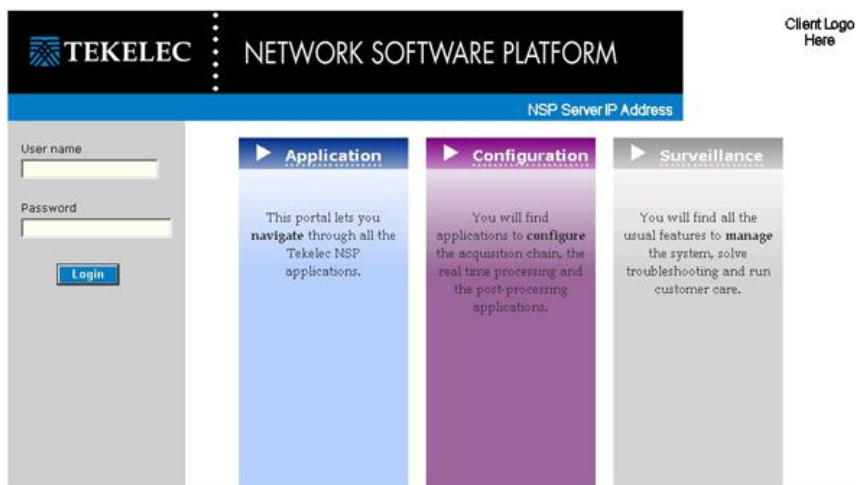 TEKELEC
NETWORK SOFTWARE PLATFORM
Client Logo
Here
NSP Server IP Address
User name
Password
Login
Application
This portal lets you
navigate through all the
Tekelec NSP
applications.
Configuration
You will find
applications to configure
the acquisition chain, the
real time processing and
the post-processing
applications.
Surveillance
You will find all the
usual features to manage
the system, solve
troubleshooting and run
customer care.